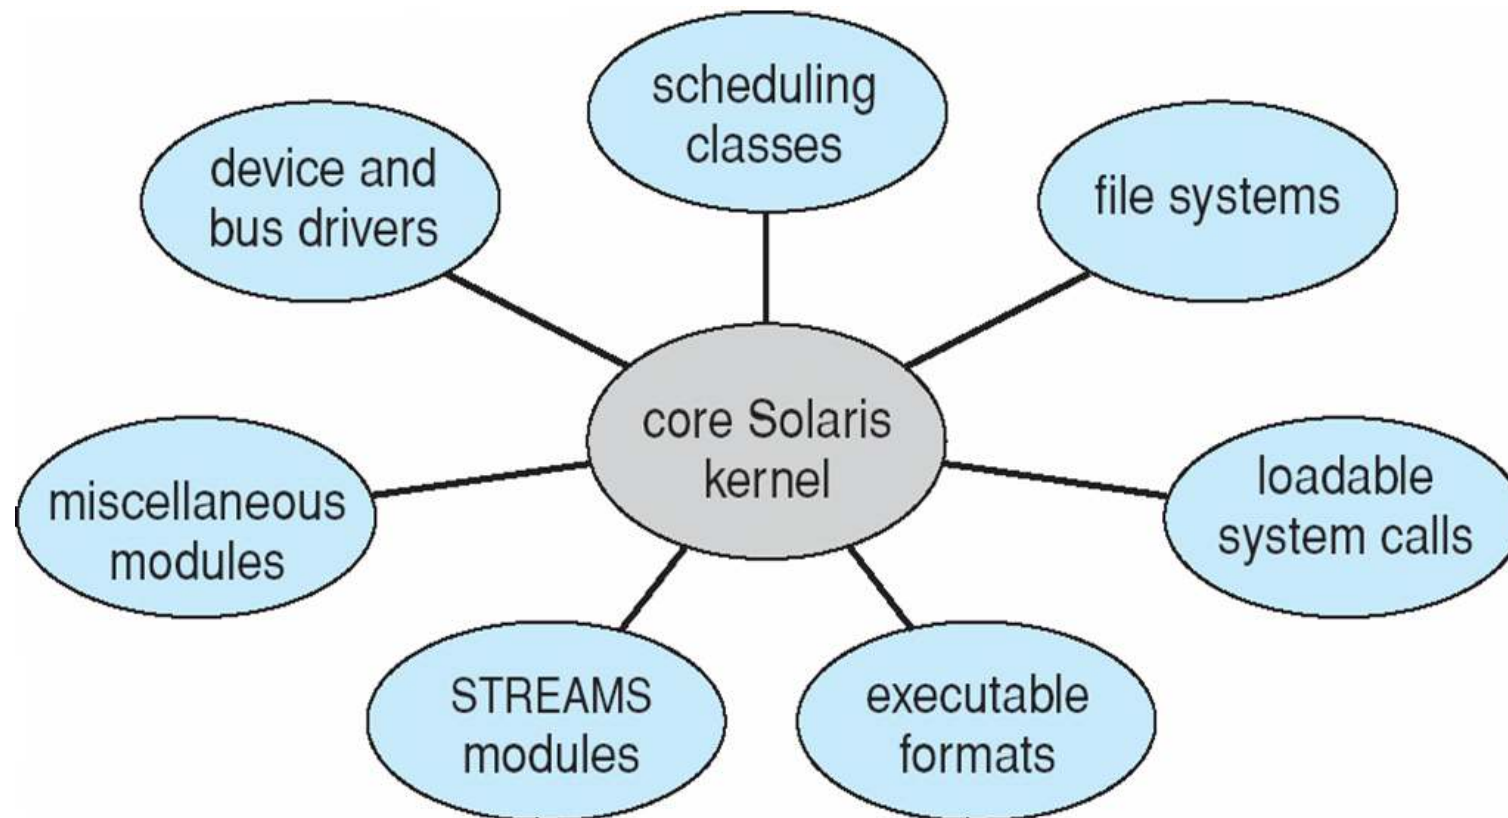 scheduling
classes
device and
bus drivers
file systems
core Solaris
kernel
loadable
system calls
miscellaneous
modules
STREAMS
modules
executable
formats